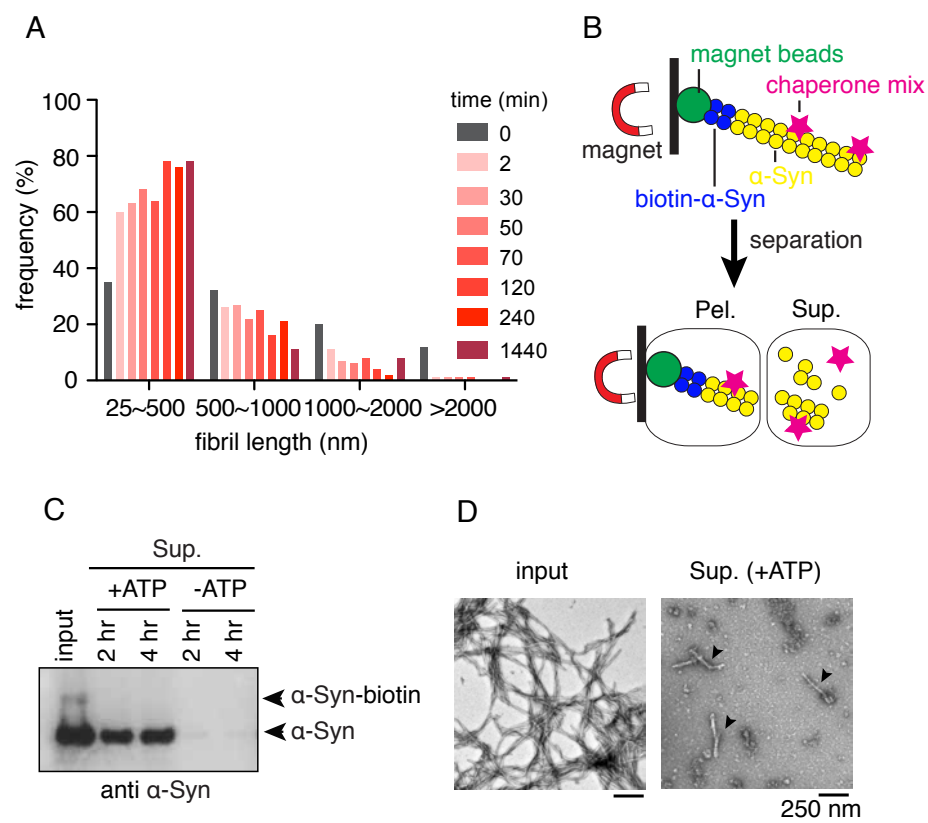 A
100
80
60
40
20
0
frequency (%)
25~500
500~1000
1000~2000
>2000
fibril length (nm)
time (min)
0
2
30
50
70
120
240
1440
B
magnet beads
chaperone mix
magnet
α-Syn
biotin-α-Syn
separation
Pel.
Sup.
C
Sup.
+ATP
-ATP
input
2 hr
4 hr
2 hr
4 hr
α-Syn-biotin
α-Syn
anti α-Syn
D
input
Sup. (+ATP)
250 nm